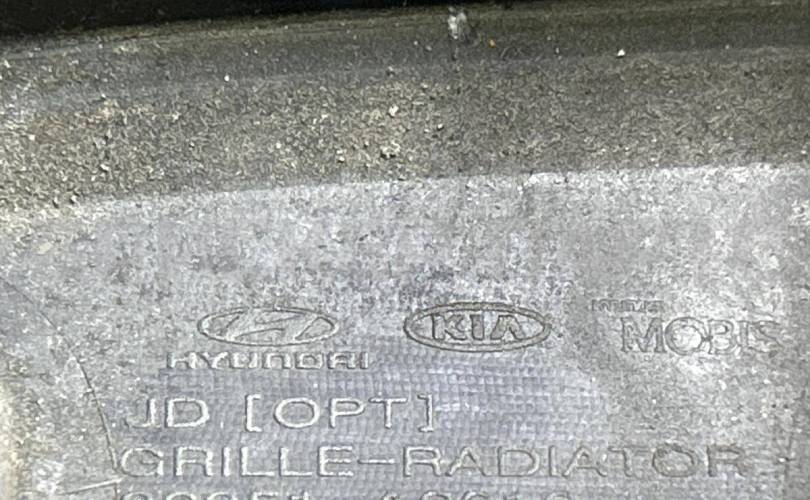 HYUNDAI KIA MOBIS
JD [OPT]
GRILLE-RADIATOR